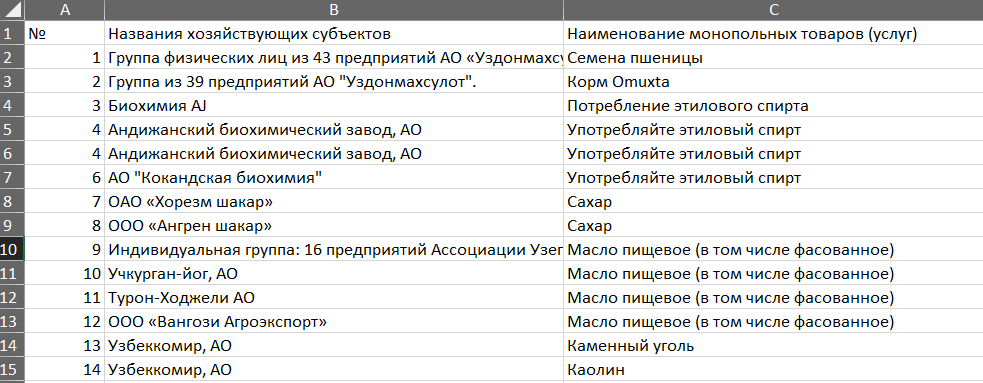 A B C
1 № Названия хозяйствующих субъектов Наименование монопольных товаров (услуг)
2 1 Группа физических лиц из 43 предприятий АО «Уздонмахсу Семена пшеницы
3 2 Группа из 39 предприятий АО "Уздонмахсулот". Корм Omuxta
4 3 Биохимия AJ Потребление этилового спирта
5 4 Андижанский биохимический завод, АО Употребляйте этиловый спирт
6 4 Андижанский биохимический завод, АО Употребляйте этиловый спирт
7 6 АО "Кокандская биохимия" Употребляйте этиловый спирт
8 7 ОАО «Хорезм шакар» Сахар
9 8 ООО «Ангрен шакар» Сахар
10 9 Индивидуальная группа: 16 предприятий Ассоциации Узег Масло пищевое (в том числе фасованное)
11 10 Учкурган-йог, АО Масло пищевое (в том числе фасованное)
12 11 Турон-Ходжели АО Масло пищевое (в том числе фасованное)
13 12 ООО «Вангози Агроэкспорт» Масло пищевое (в том числе фасованное)
14 13 Узбеккомир, АО Каменный уголь
15 14 Узбеккомир, АО Каолин